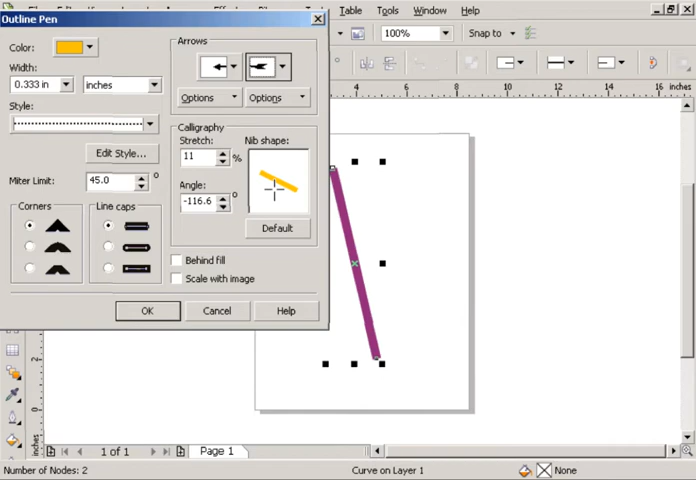 Outline Pen
Table Tools Window Help
Color:
Arrows
100%
Snap to
Width:
0.333 in
inches
Options
Options
4 6 8 10 12 14 16 inches
Style:
Calligraphy
Stretch:
Nib shape:
11
%
Edit Style...
Angle:
Miter Limit:
45.0
°
-116.6
°
Corners
Line caps
Default
Behind fill
Scale with image
OK
Cancel
Help
2
0
inches
1 of 1
Page 1
Number of Nodes: 2
Curve on Layer 1
None